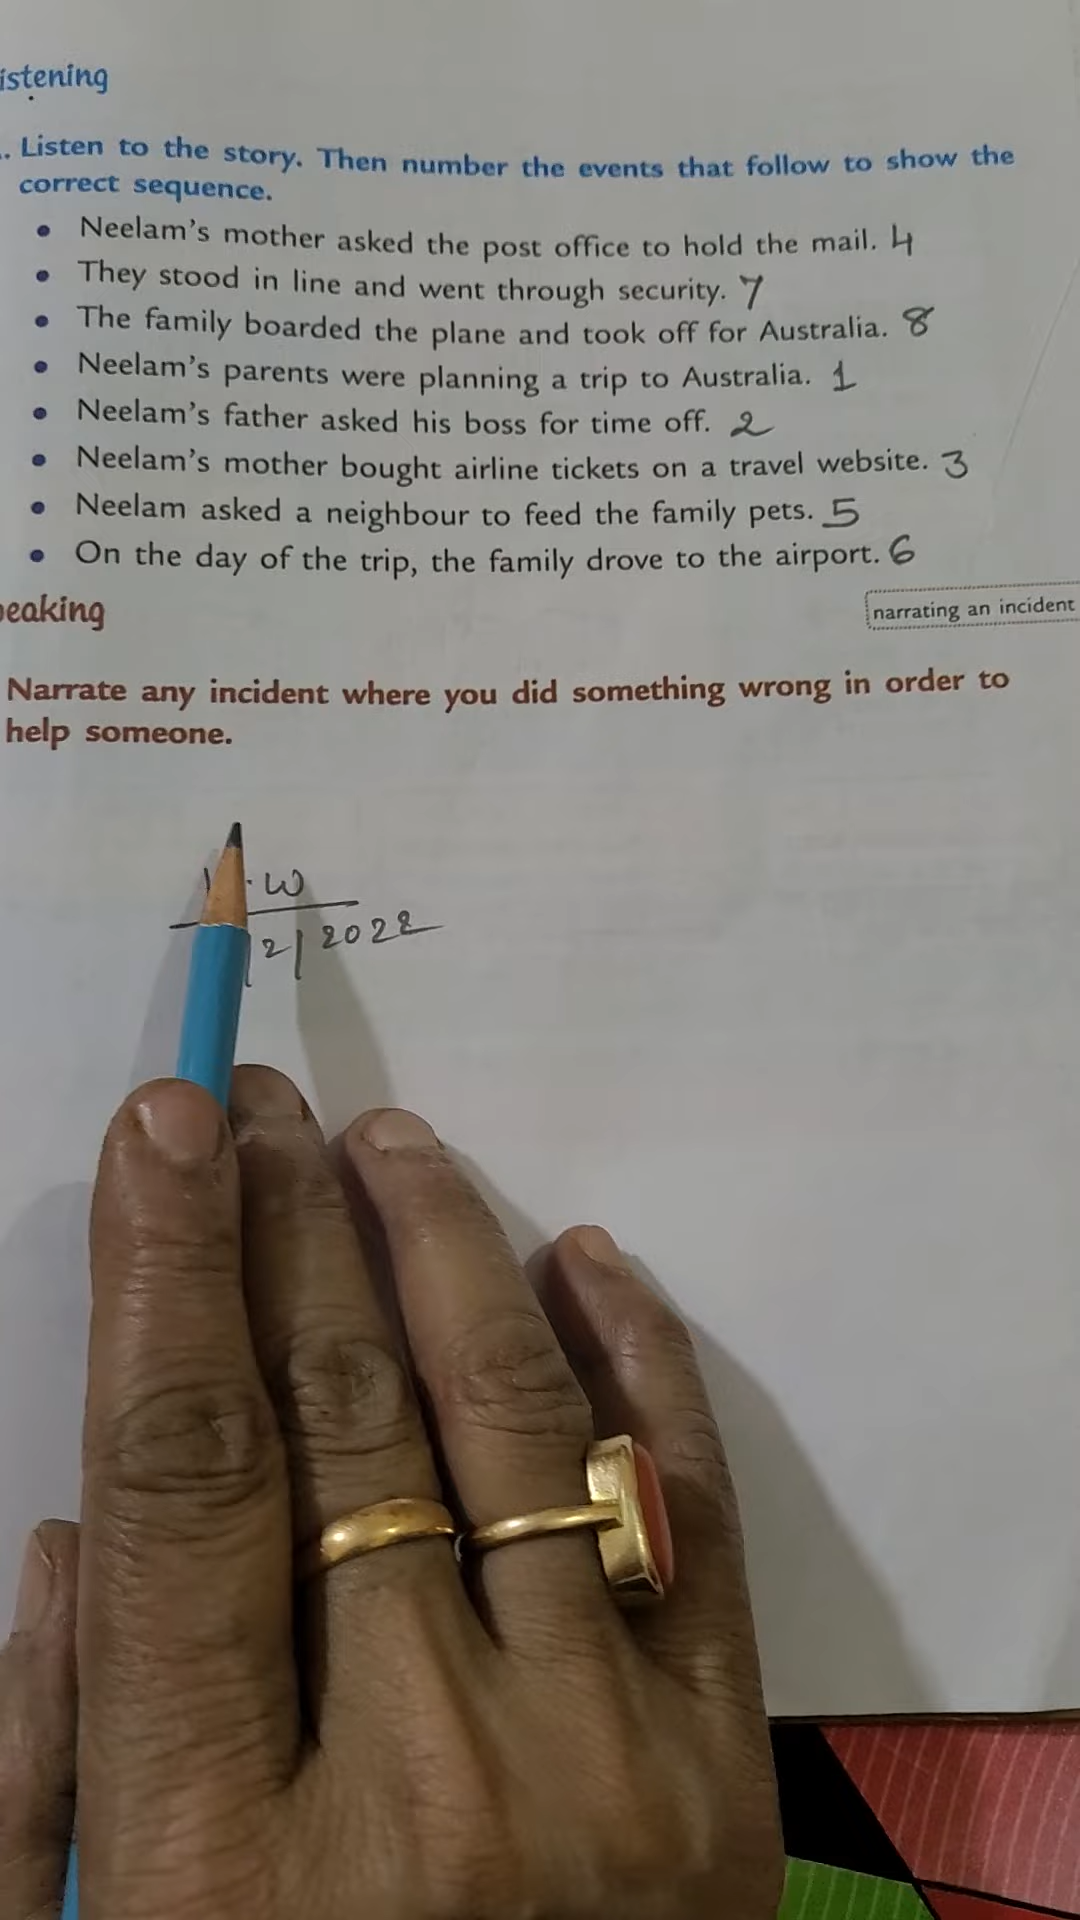 istening
. Listen to the story. Then number the events that follow to show the
correct sequence.
• Neelam's mother asked the post office to hold the mail. 4
• They stood in line and went through security. 7
• The family boarded the plane and took off for Australia. 8
• Neelam's parents were planning a trip to Australia. 1
• Neelam's father asked his boss for time off. 2
• Neelam's mother bought airline tickets on a travel website. 3
• Neelam asked a neighbour to feed the family pets. 5
• On the day of the trip, the family drove to the airport. 6
peaking
narrating an incident
Narrate any incident where you did something wrong in order to
help someone.
. W
|2| 2022